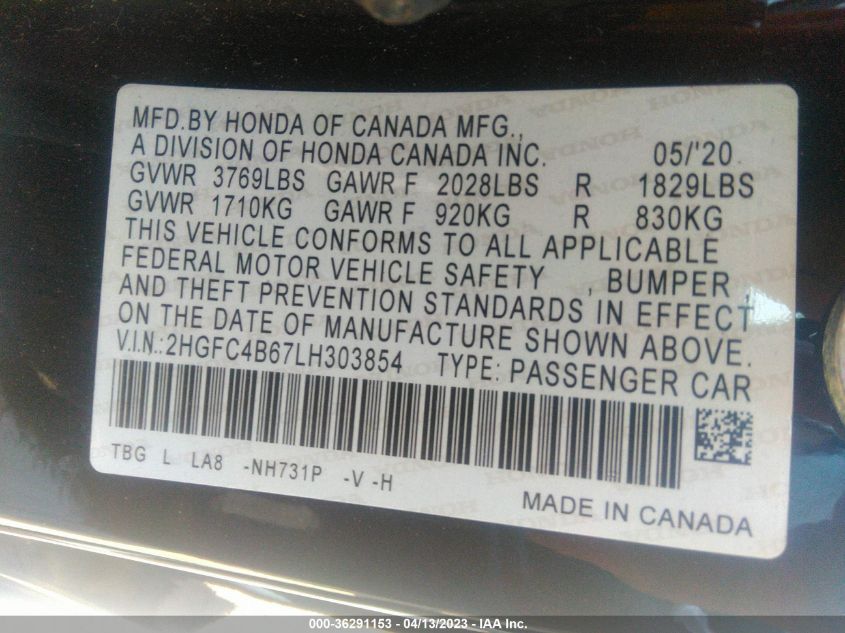 MFD.BY HONDA OF CANADA MFG.,
A DIVISION OF HONDA CANADA INC. 05/'20
GVWR 3769LBS GAWR F 2028LBS R 1829LBS
GVWR 1710KG GAWR F 920KG R 830KG
THIS VEHICLE CONFORMS TO ALL APPLICABLE
FEDERAL MOTOR VEHICLE SAFETY , BUMPER ,
AND THEFT PREVENTION STANDARDS IN EFFECT
ON THE DATE OF MANUFACTURE SHOWN ABOVE.
V.I.N.: 2HGFC4B67LH303854 TYPE: PASSENGER CAR
TBG L LA8 -NH731P -V -H
MADE IN CANADA
000-36291153 - 04/13/2023 - IAA Inc.